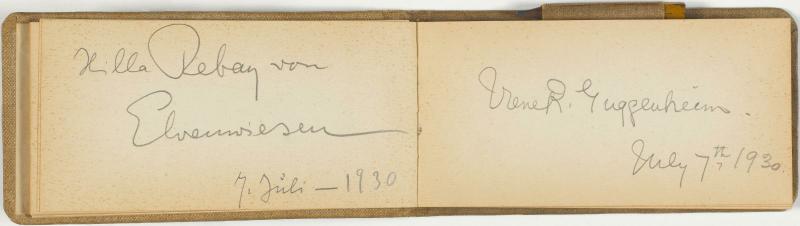 Hilla Rebay von
Ehrenwiesen
7. Juli — 1930
Irene R. Guggenheim.
July 7th, 1930